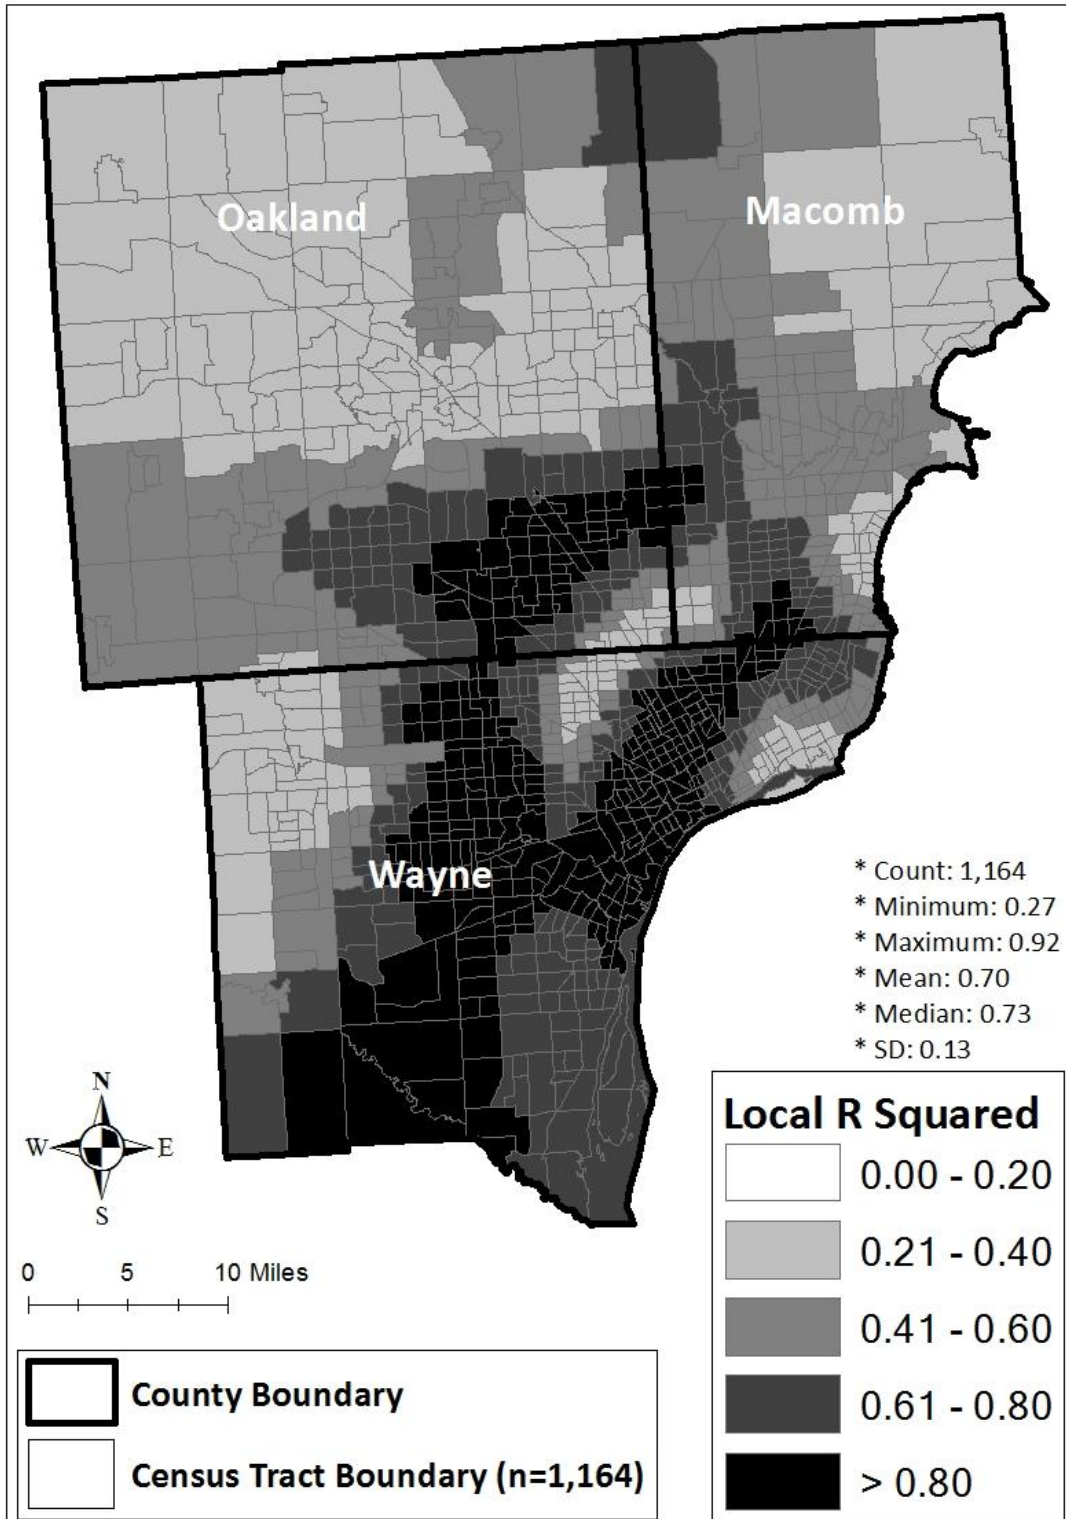 Oakland
Macomb
Wayne
* Count: 1,164
* Minimum: 0.27
* Maximum: 0.92
* Mean: 0.70
* Median: 0.73
* SD: 0.13
N
W E
S
0 5 10 Miles
County Boundary
Census Tract Boundary (n=1,164)
Local R Squared
0.00 - 0.20
0.21 - 0.40
0.41 - 0.60
0.61 - 0.80
> 0.80